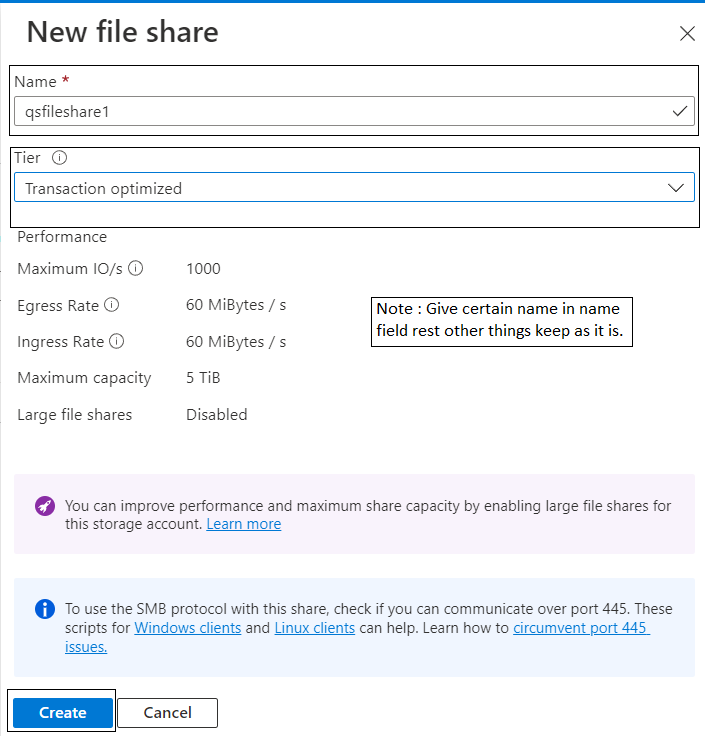 New file share
Name *
qsfileshare1
Tier
Transaction optimized
Performance
Maximum IO/s 1000
Egress Rate 60 MiBytes / s
Ingress Rate 60 MiBytes / s
Note : Give certain name in name
field rest other things keep as it is.
Maximum capacity 5 TiB
Large file shares Disabled
You can improve performance and maximum share capacity by enabling large file shares for
this storage account. Learn more
To use the SMB protocol with this share, check if you can communicate over port 445. These
scripts for Windows clients and Linux clients can help. Learn how to circumvent port 445
issues.
Create Cancel